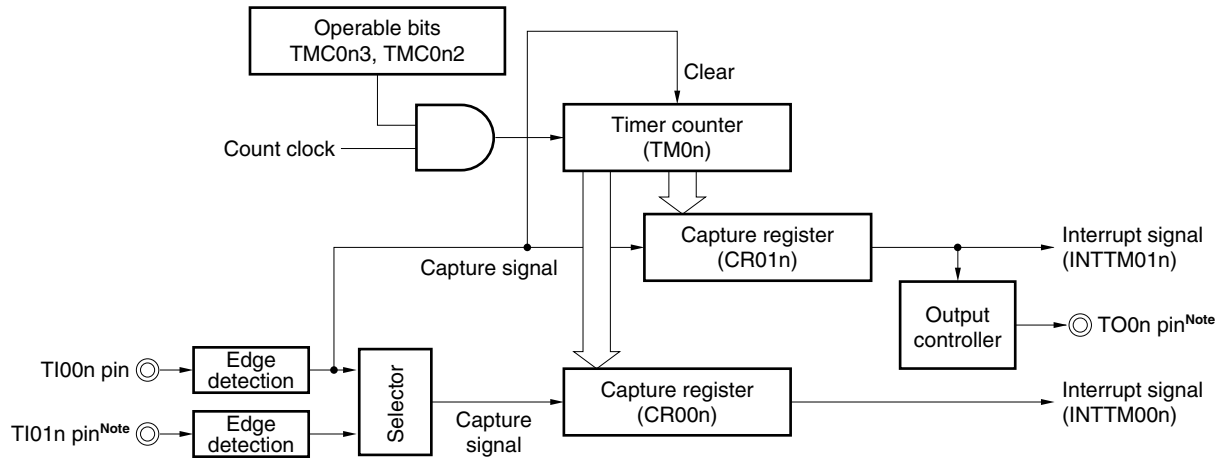 Operable bits
TMC0n3, TMC0n2
Clear
Timer counter
(TM0n)
Count clock
Capture register
(CR01n)
Interrupt signal
(INTTM01n)
Capture signal
Output
controller
TO0n pinNote
TI00n pin
Edge
detection
Selector
Capture register
(CR00n)
Interrupt signal
(INTTM00n)
TI01n pinNote
Edge
detection
Capture
signal